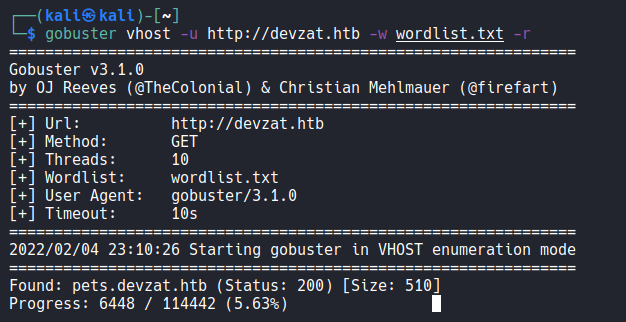 ┌──(kali㉿kali)-[~]
└─$ gobuster vhost -u http://devzat.htb -w wordlist.txt -r
===============================================================
Gobuster v3.1.0
by OJ Reeves (@TheColonial) & Christian Mehlmauer (@firefart)
===============================================================
[+] Url:          http://devzat.htb
[+] Method:       GET
[+] Threads:      10
[+] Wordlist:     wordlist.txt
[+] User Agent:   gobuster/3.1.0
[+] Timeout:      10s
===============================================================
2022/02/04 23:10:26 Starting gobuster in VHOST enumeration mode
===============================================================
Found: pets.devzat.htb (Status: 200) [Size: 510]
Progress: 6448 / 114442 (5.63%)